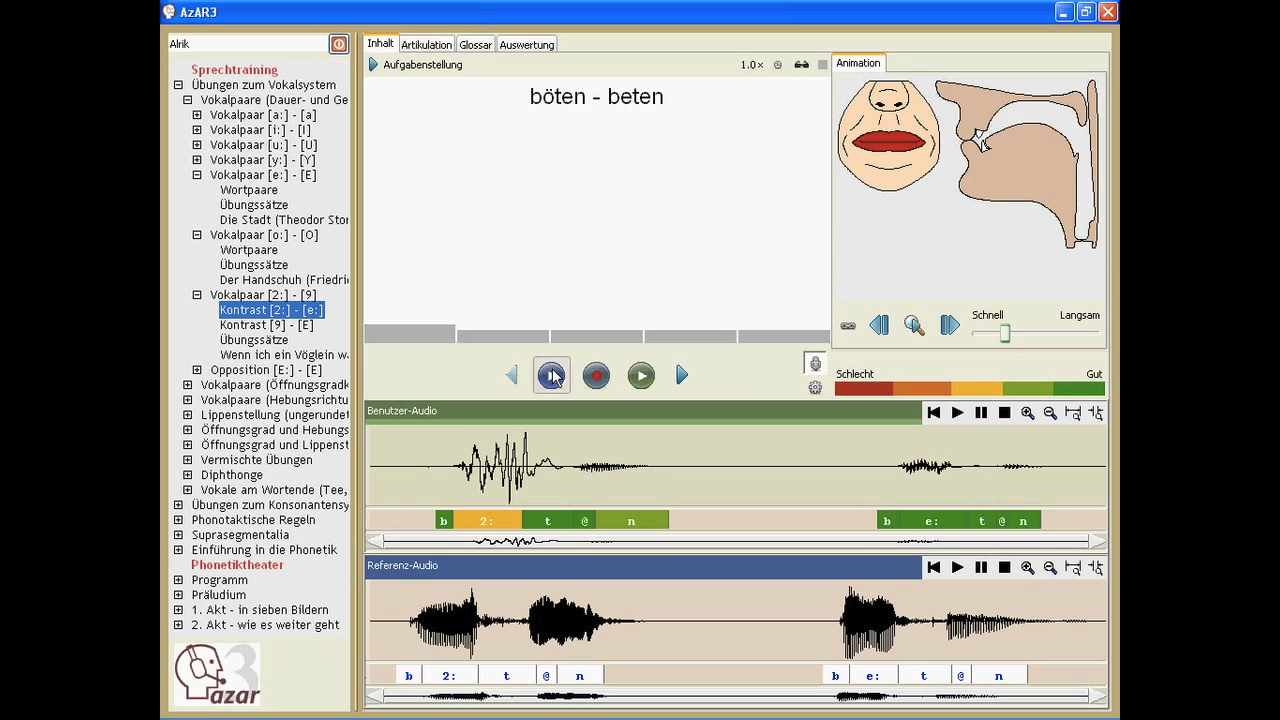 AzAR3
Alrik
Inhalt Artikulation Glossar Auswertung
Sprechtraining
Übungen zum Vokalsystem
Vokalpaare (Dauer- und Ge
Vokalpaar [a:] - [a]
Vokalpaar [i:] - [I]
Vokalpaar [u:] - [U]
Vokalpaar [y:] - [Y]
Vokalpaar [e:] - [E]
Wortpaare
Übungssätze
Die Stadt (Theodor Stor
Vokalpaar [o:] - [O]
Wortpaare
Übungssätze
Der Handschuh (Friedri
Vokalpaar [2:] - [9]
Kontrast [2:] - [e:]
Kontrast [9] - [E]
Übungssätze
Wenn ich ein Vöglein w
Opposition [E:] - [E]
Vokalpaare (Öffnungsgradk
Vokalpaare (Hebungsrichtu
Lippenstellung (ungerundet
Öffnungsgrad und Hebungs
Öffnungsgrad und Lippenst
Vermischte Übungen
Diphthonge
Vokale am Wortende (Tee,
Übungen zum Konsonantensy
Phonotaktische Regeln
Suprasegmentalia
Einführung in die Phonetik
Phonetiktheater
Programm
Präludium
1. Akt - in sieben Bildern
2. Akt - wie es weiter geht
3
azar
Aufgabenstellung
1.0×
böten - beten
Animation
Schnell Langsam
Schlecht Gut
Benutzer-Audio
b 2: t @ n b e: t @ n
Referenz-Audio
b 2: t @ n b e: t @ n